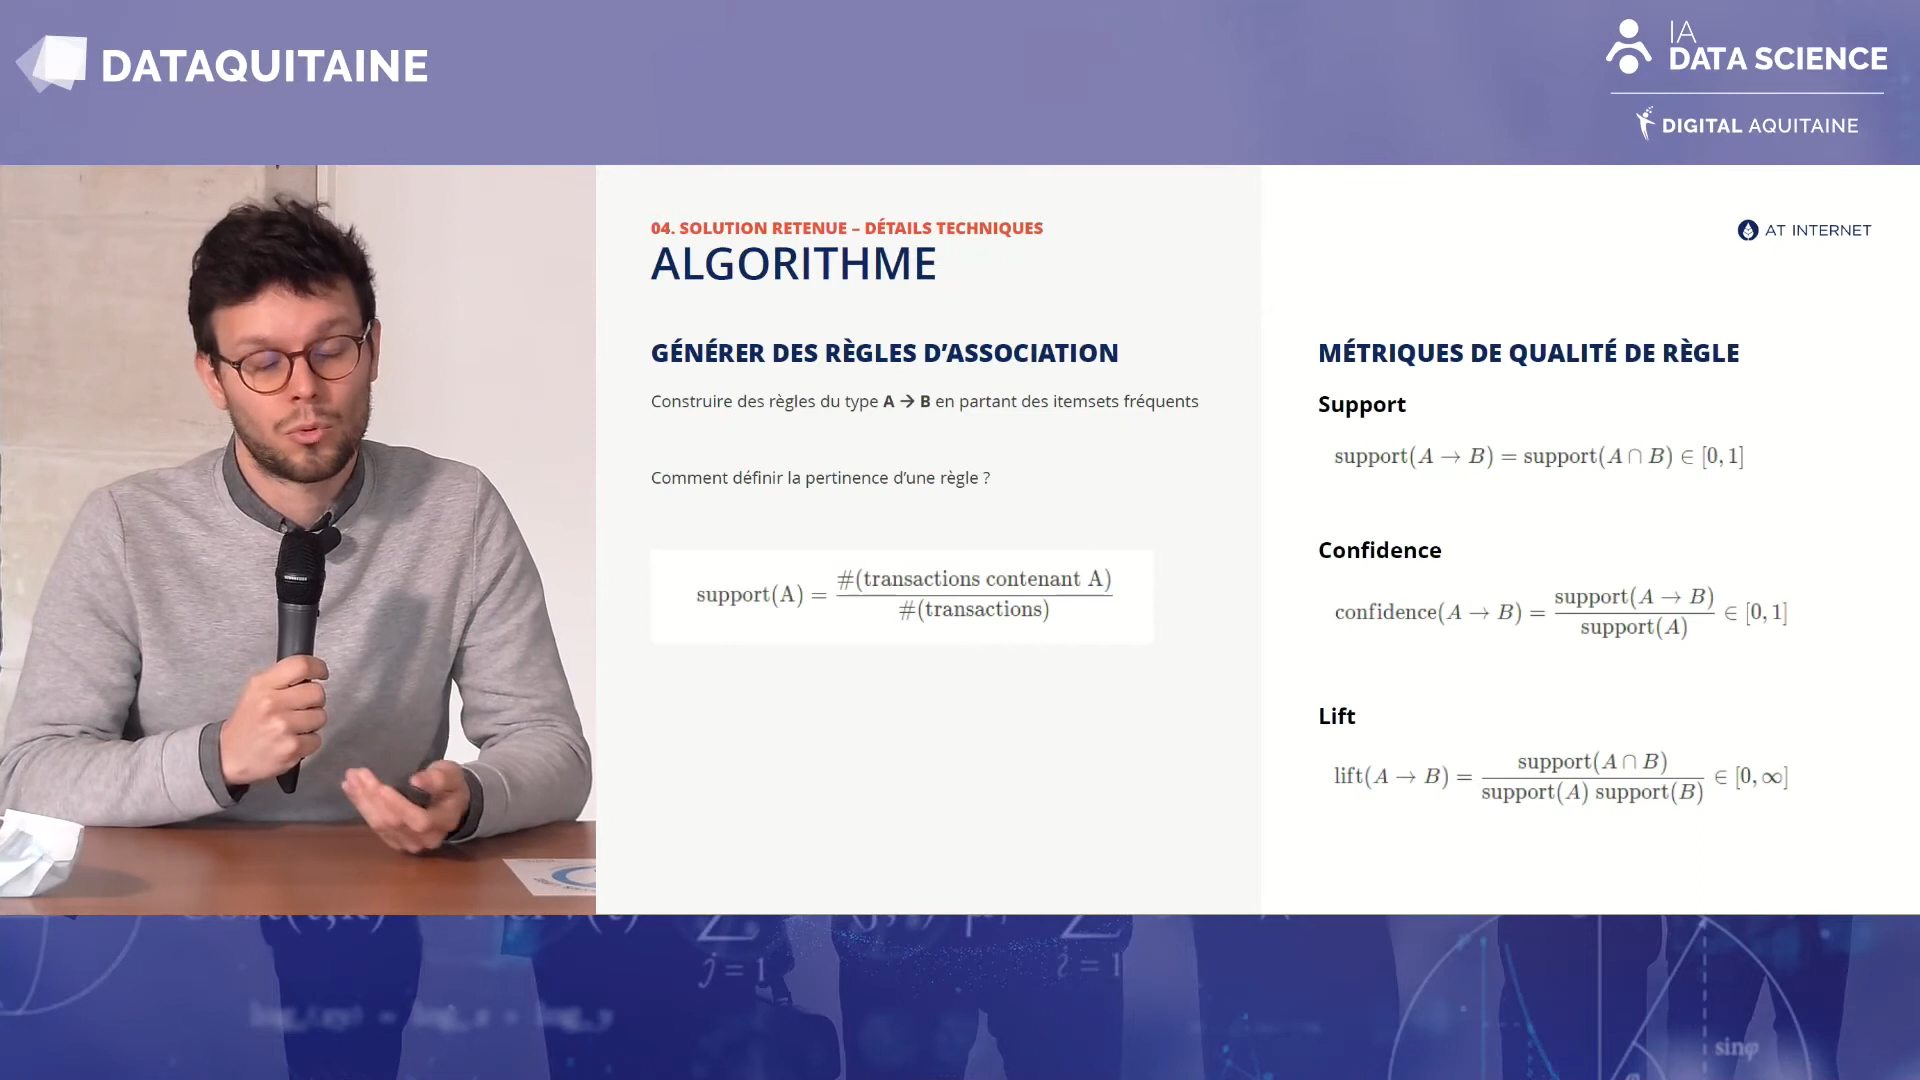 DATAQUITAINE
IA
DATA SCIENCE
DIGITAL AQUITAINE
04. SOLUTION RETENUE – DÉTAILS TECHNIQUES
ALGORITHME
AT INTERNET
GÉNÉRER DES RÈGLES D'ASSOCIATION
Construire des règles du type A → B en partant des itemsets fréquents
Comment définir la pertinence d'une règle ?
support(A) = #(transactions contenant A) / #(transactions)
MÉTRIQUES DE QUALITÉ DE RÈGLE
Support
support(A → B) = support(A ∩ B) ∈ [0, 1]
Confidence
confidence(A → B) = support(A → B) / support(A) ∈ [0, 1]
Lift
lift(A → B) = support(A ∩ B) / support(A) support(B) ∈ [0, ∞]
j = 1
i = 1
sinφ